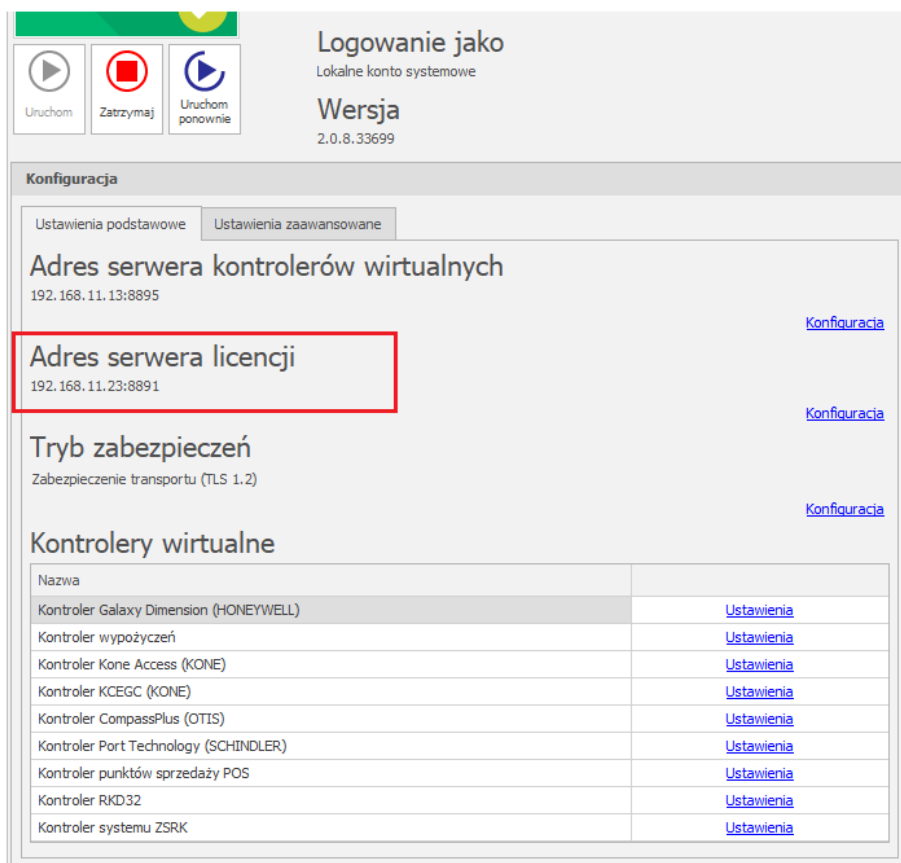 Logowanie jako
Lokalne konto systemowe
Uruchom
Zatrzymaj
Uruchom
ponownie
Wersja
2.0.8.33699
Konfiguracja
Ustawienia podstawowe
Ustawienia zaawansowane
Adres serwera kontrolerów wirtualnych
192.168.11.13:8895
Konfiguracja
Adres serwera licencji
192.168.11.23:8891
Konfiguracja
Tryb zabezpieczeń
Zabezpieczenie transportu (TLS 1.2)
Konfiguracja
Kontrolery wirtualne
Nazwa
Kontroler Galaxy Dimension (HONEYWELL) Ustawienia
Kontroler wypożyczeń Ustawienia
Kontroler Kone Access (KONE) Ustawienia
Kontroler KCEGC (KONE) Ustawienia
Kontroler CompassPlus (OTIS) Ustawienia
Kontroler Port Technology (SCHINDLER) Ustawienia
Kontroler punktów sprzedaży POS Ustawienia
Kontroler RKD32 Ustawienia
Kontroler systemu ZSRK Ustawienia